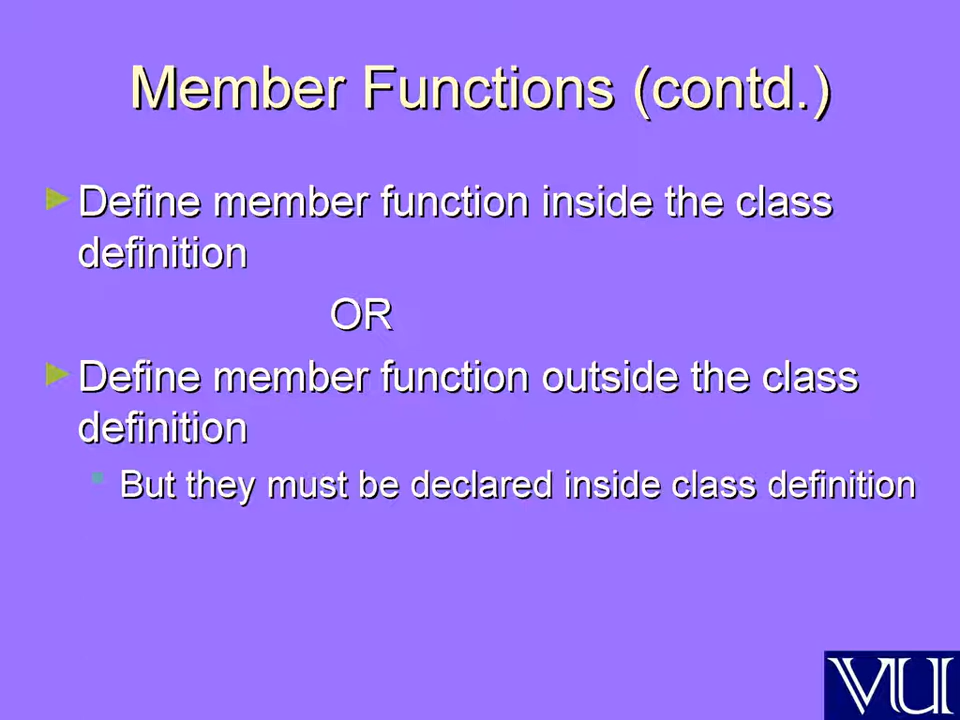 Member Functions (contd.)
Define member function inside the class
definition
OR
Define member function outside the class
definition
But they must be declared inside class definition
VU